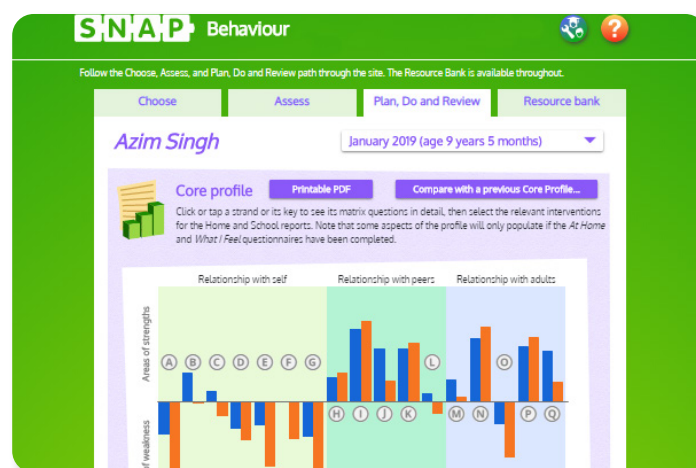 SNAP Behaviour
?
Follow the Choose, Assess, and Plan, Do and Review path through the site. The Resource Bank is available throughout.
Choose Assess Plan, Do and Review Resource bank
Azim Singh
January 2019 (age 9 years 5 months)
Core profile Printable PDF Compare with a previous Core Profile...
Click or tap a strand or its key to see its matrix questions in detail, then select the relevant interventions
for the Home and School reports. Note that some aspects of the profile will only populate if the At Home
and What I Feel questionnaires have been completed.
Relationship with self Relationship with peers Relationship with adults
Areas of strengths
A B C D E F G L O
H I J K M N P Q
of weakness